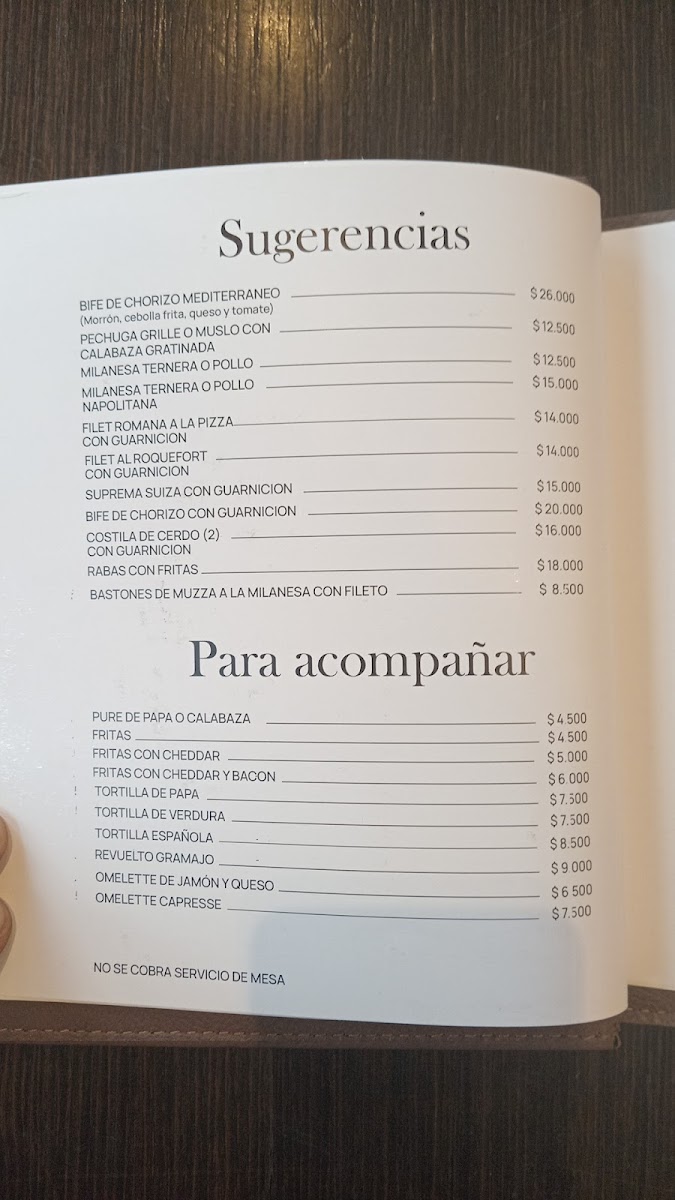 Sugerencias
BIFE DE CHORIZO MEDITERRANEO $26.000
(Morrón, cebolla frita, queso y tomate)
PECHUGA GRILLE O MUSLO CON $12.500
CALABAZA GRATINADA
MILANESA TERNERA O POLLO $12.500
MILANESA TERNERA O POLLO $15.000
NAPOLITANA
FILET ROMANA A LA PIZZA $14.000
CON GUARNICION
FILET AL ROQUEFORT $14.000
CON GUARNICION
SUPREMA SUIZA CON GUARNICION $15.000
BIFE DE CHORIZO CON GUARNICION $20.000
COSTILA DE CERDO (2) $16.000
CON GUARNICION
RABAS CON FRITAS $18.000
BASTONES DE MUZZA A LA MILANESA CON FILETO $ 8.500
Para acompañar
PURE DE PAPA O CALABAZA $4.500
FRITAS $4.500
FRITAS CON CHEDDAR $5.000
FRITAS CON CHEDDAR Y BACON $6.000
TORTILLA DE PAPA $7.500
TORTILLA DE VERDURA $7.500
TORTILLA ESPAÑOLA $8.500
REVUELTO GRAMAJO $9.000
OMELETTE DE JAMÓN Y QUESO $6.500
OMELETTE CAPRESSE $7.500
NO SE COBRA SERVICIO DE MESA